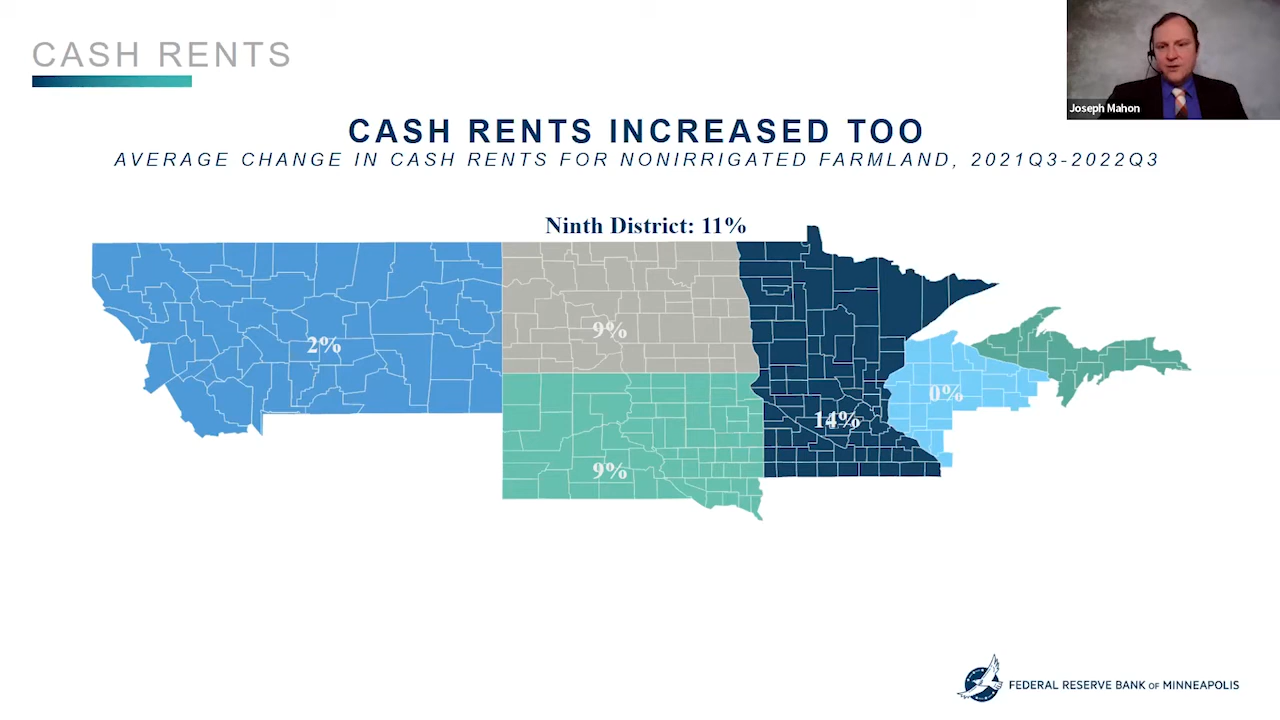 CASH RENTS
Joseph Mahon
CASH RENTS INCREASED TOO
AVERAGE CHANGE IN CASH RENTS FOR NONIRRIGATED FARMLAND, 2021Q3-2022Q3
Ninth District: 11%
2%
9%
0%
14%
9%
FEDERAL RESERVE BANK OF MINNEAPOLIS